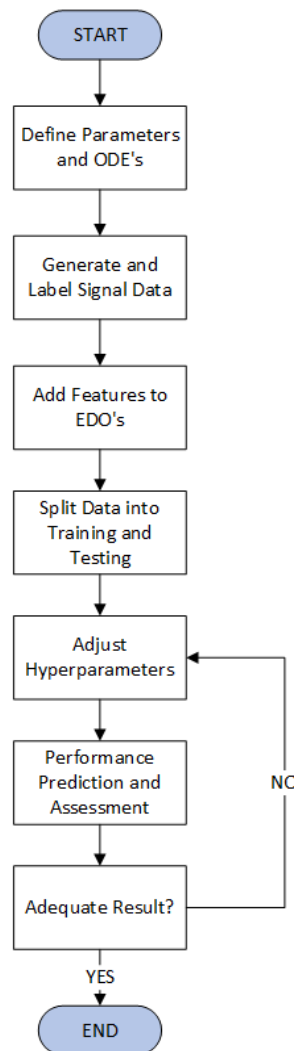 START
Define Parameters
and ODE's
Generate and
Label Signal Data
Add Features to
EDO's
Split Data into
Training and
Testing
Adjust
Hyperparameters
Performance
Prediction and
Assessment
NO
Adequate Result?
YES
END